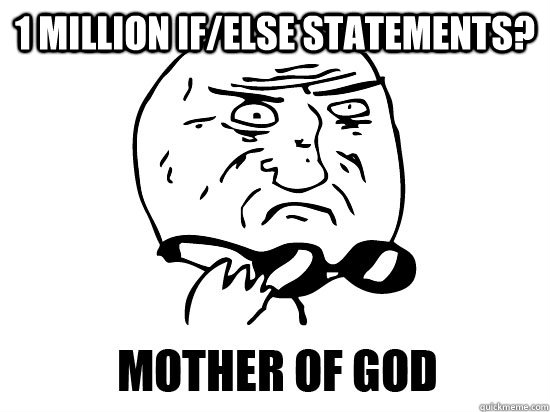 1 MILLION IF/ELSE STATEMENTS?
MOTHER OF GOD
quickmeme.com